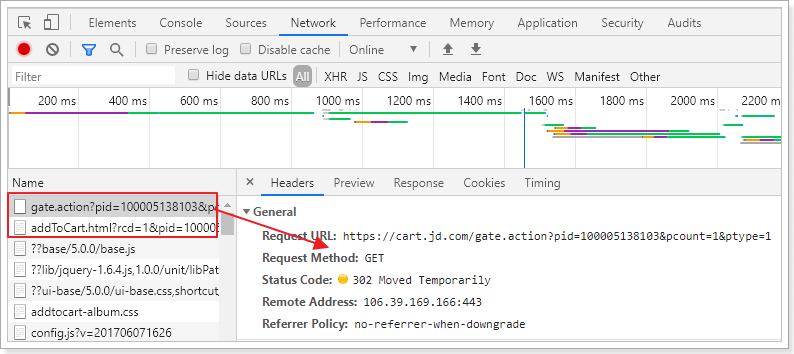 Elements Console Sources Network Performance Memory Application Security Audits
Preserve log Disable cache Online
Filter Hide data URLs All XHR JS CSS Img Media Font Doc WS Manifest Other
200 ms 400 ms 600 ms 800 ms 1000 ms 1200 ms 1400 ms 1600 ms 1800 ms 2000 ms 2200 ms
Name
gate.action?pid=100005138103&pc
addToCart.html?rcd=1&pid=10000
??base/5.0.0/base.js
??lib/jquery-1.6.4.js,1.0.0/unit/libPat
??ui-base/5.0.0/ui-base.css,shortcut,
addtocart-album.css
config.js?v=201706071626
× Headers Preview Response Cookies Timing
▼ General
Request URL: https://cart.jd.com/gate.action?pid=100005138103&pcount=1&ptype=1
Request Method: GET
Status Code: 302 Moved Temporarily
Remote Address: 106.39.169.166:443
Referrer Policy: no-referrer-when-downgrade